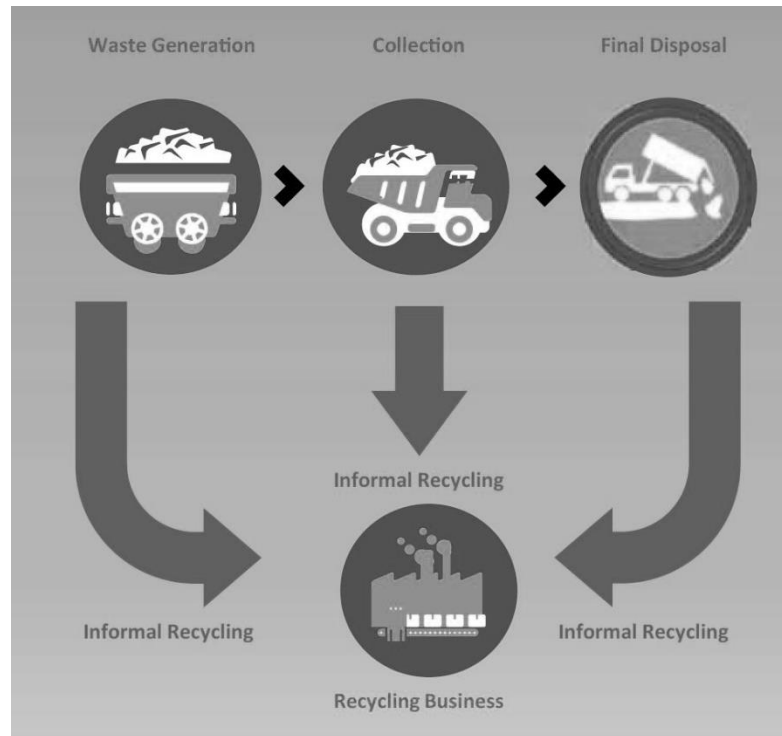 Waste Generation
Collection
Final Disposal
Informal Recycling
Informal Recycling
Informal Recycling
Recycling Business